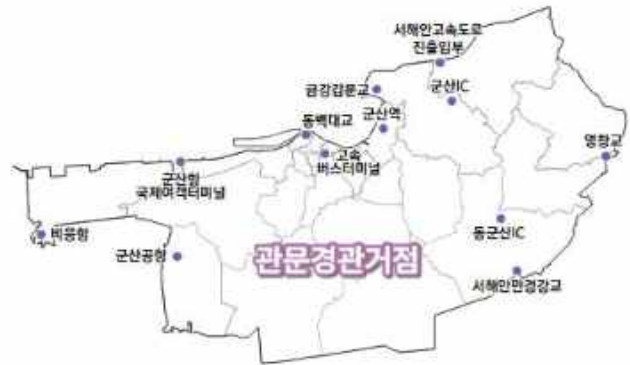 서해안고속도로
진출입부
금강갑문교
군산IC
군산역
동백대교
고속
버스터미널
명창교
군산항
국제여객터미널
비응항
동군산IC
군산공항
관문경관거점
서해안만경강교